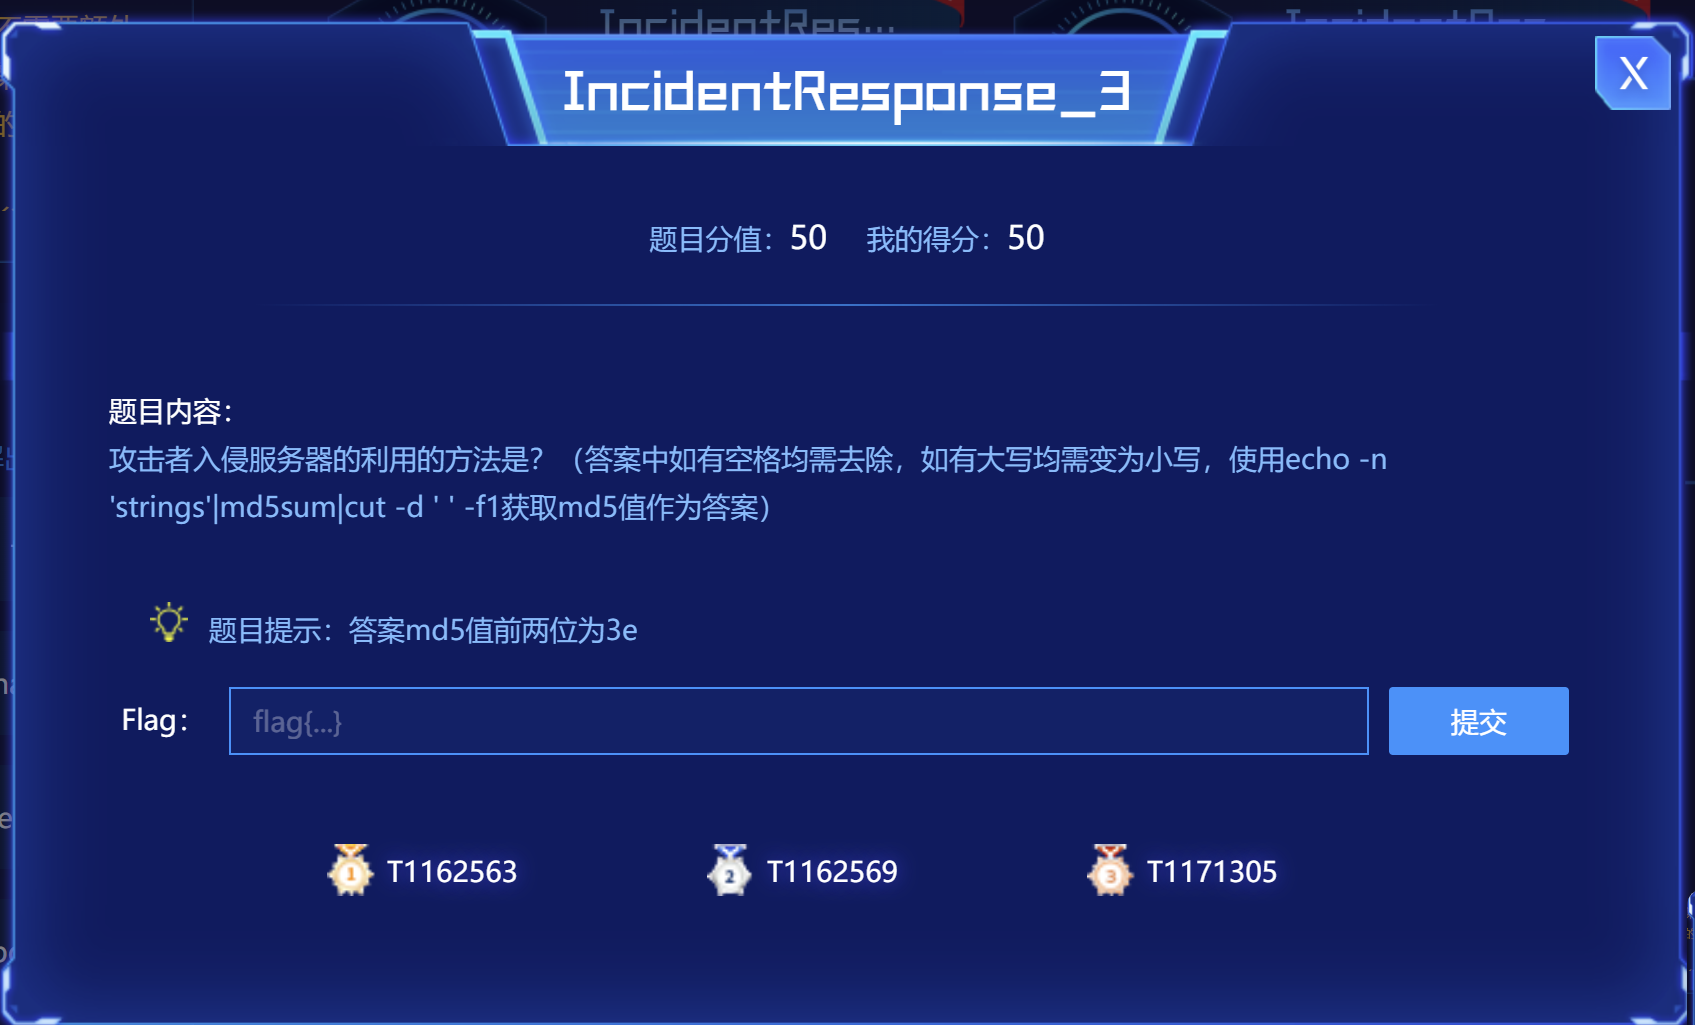 IncidentRes...
IncidentResponse_3
X
题目分值：50 我的得分：50
题目内容：
攻击者入侵服务器的利用的方法是？（答案中如有空格均需去除，如有大写均需变为小写，使用echo -n
'strings'|md5sum|cut -d ' ' -f1获取md5值作为答案）
题目提示：答案md5值前两位为3e
Flag：
flag{...}
提交
1 T1162563
2 T1162569
3 T1171305